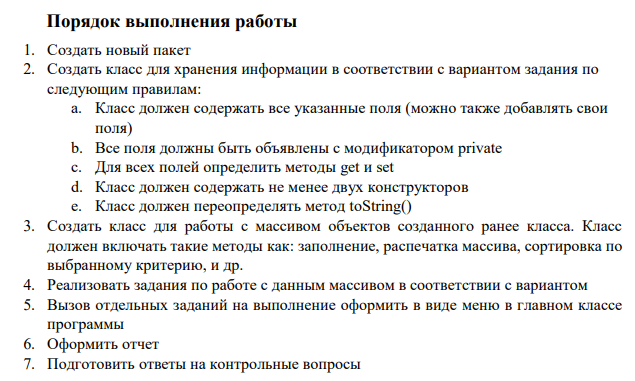 Порядок выполнения работы
1. Создать новый пакет
2. Создать класс для хранения информации в соответствии с вариантом задания по
следующим правилам:
a. Класс должен содержать все указанные поля (можно также добавлять свои
поля)
b. Все поля должны быть объявлены с модификатором private
c. Для всех полей определить методы get и set
d. Класс должен содержать не менее двух конструкторов
e. Класс должен переопределять метод toString()
3. Создать класс для работы с массивом объектов созданного ранее класса. Класс
должен включать такие методы как: заполнение, распечатка массива, сортировка по
выбранному критерию, и др.
4. Реализовать задания по работе с данным массивом в соответствии с вариантом
5. Вызов отдельных заданий на выполнение оформить в виде меню в главном классе
программы
6. Оформить отчет
7. Подготовить ответы на контрольные вопросы